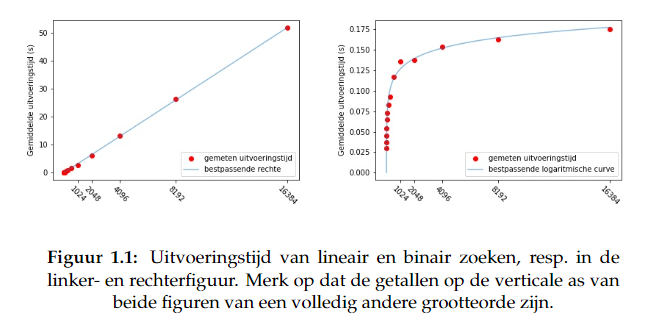 Gemiddelde uitvoeringstijd (s)
50
40
30
20
10
0
gemeten uitvoeringstijd
bestpassende rechte
1024
2048
4096
8192
16384
Gemiddelde uitvoeringstijd (s)
0.175
0.150
0.125
0.100
0.075
0.050
0.025
0.000
gemeten uitvoeringstijd
bestpassende logaritmische curve
1024
2048
4096
8192
16384
Figuur 1.1: Uitvoeringstijd van lineair en binair zoeken, resp. in de
linker- en rechterfiguur. Merk op dat de getallen op de verticale as van
beide figuren van een volledig andere grootteorde zijn.